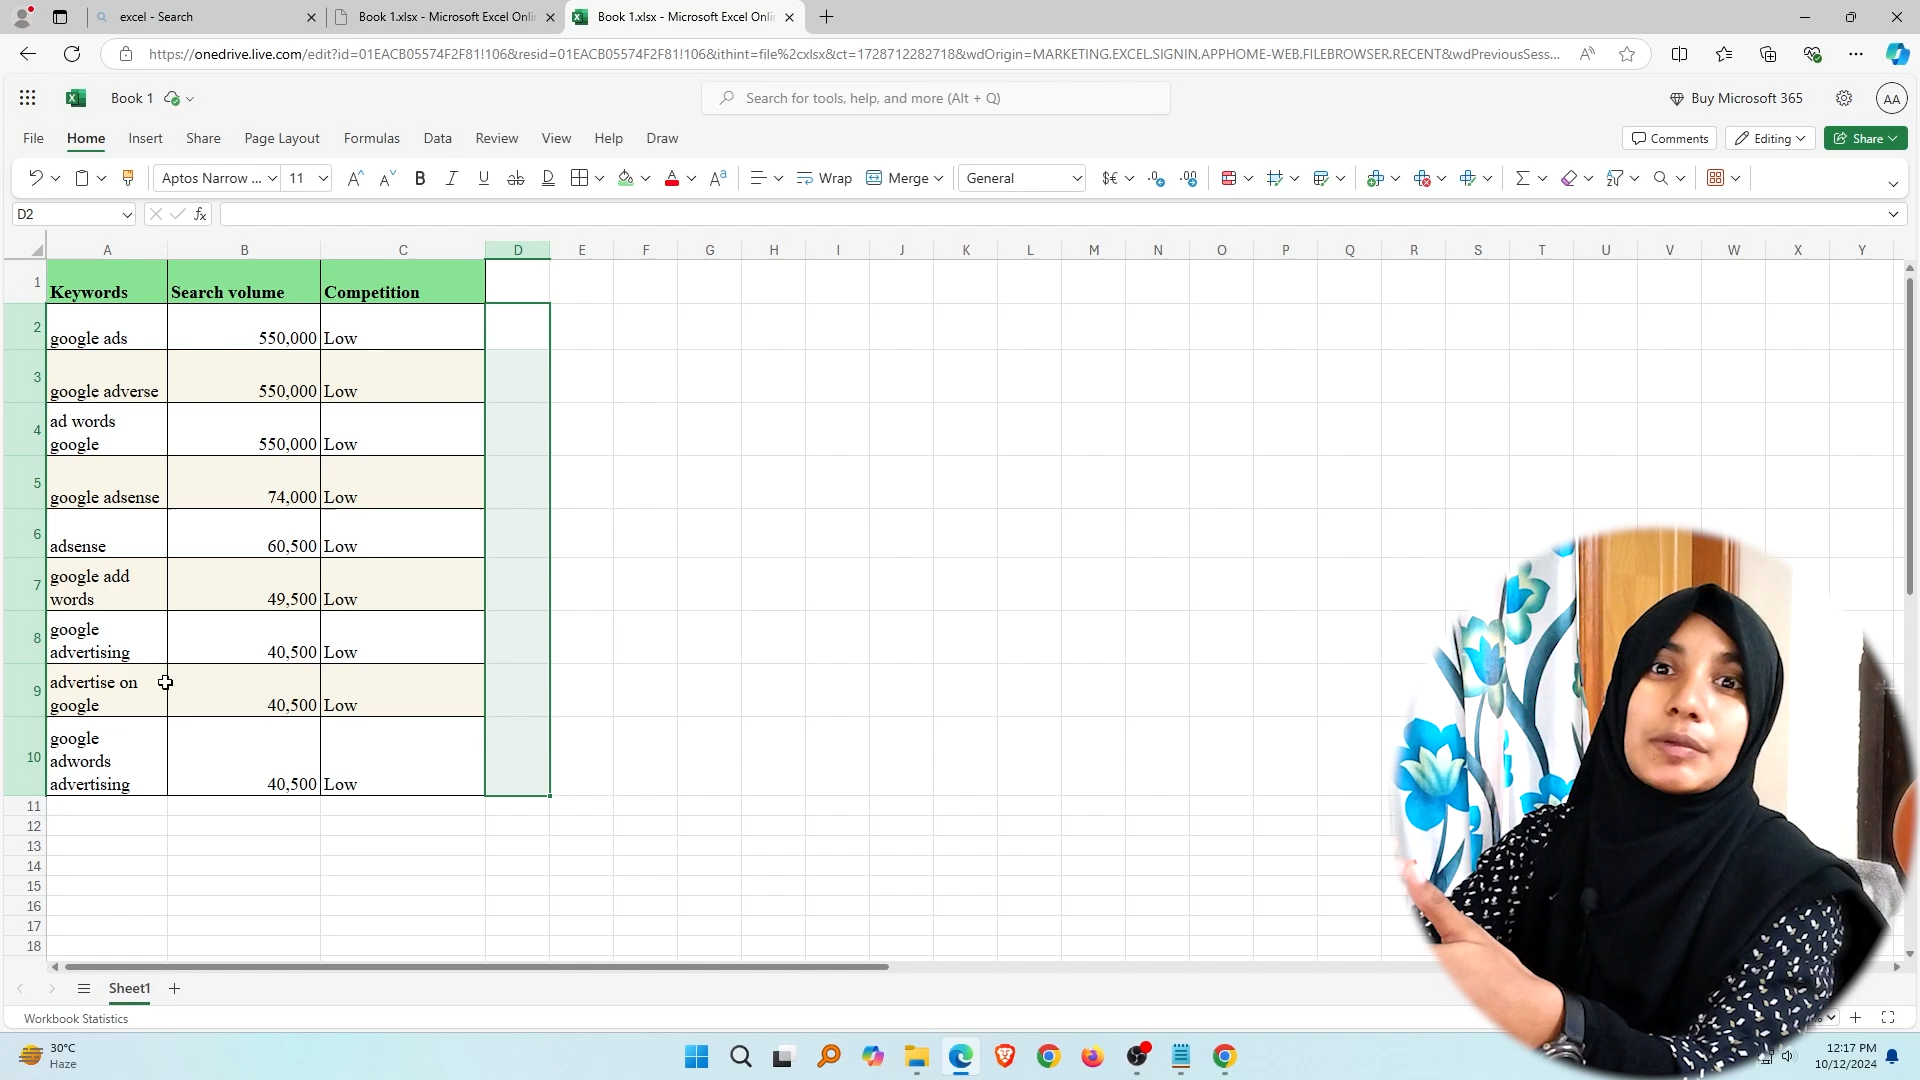 excel - Search
Book 1.xlsx - Microsoft Excel Onli
Book 1.xlsx - Microsoft Excel Onli
https://onedrive.live.com/edit?id=01EACB05574F2F81!106&resid=01EACB05574F2F81!106&ithint=file%2cxlsx&ct=1728712282718&wdOrigin=MARKETING.EXCEL.SIGNIN,APPHOME-WEB.FILEBROWSER.RECENT&wdPreviousSess...
Book 1
Search for tools, help, and more (Alt + Q)
Buy Microsoft 365
AA
File Home Insert Share Page Layout Formulas Data Review View Help Draw
Comments Editing Share
Aptos Narrow ... 11 Wrap Merge General
D2
A B C D E F G H I J K L M N O P Q R S T U V W X Y
1 Keywords Search volume Competition
2 google ads 550,000 Low
3 google adverse 550,000 Low
ad words
4 google 550,000 Low
5 google adsense 74,000 Low
6 adsense 60,500 Low
google add
7 words 49,500 Low
google
8 advertising 40,500 Low
advertise on
9 google 40,500 Low
google
adwords
10 advertising 40,500 Low
11
12
13
14
15
16
17
18
Sheet1
Workbook Statistics
30°C
Haze
12:17 PM
10/12/2024